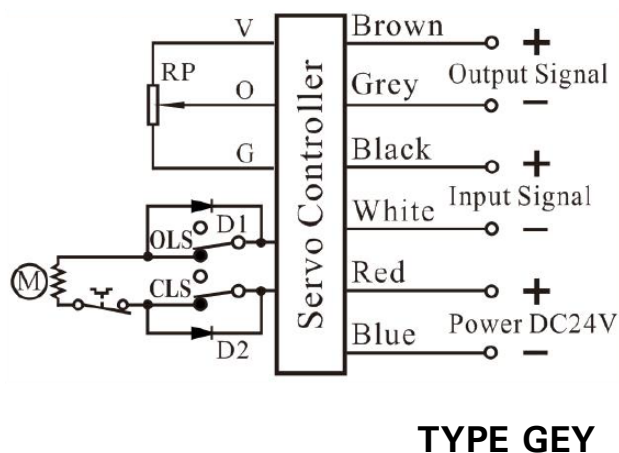 V
Brown
+
RP
Output Signal
O
Grey
−
G
Black
+
Servo Controller
Input Signal
D1
White
−
OLS
M
CLS
Red
+
Power DC24V
D2
Blue
−
TYPE GEY